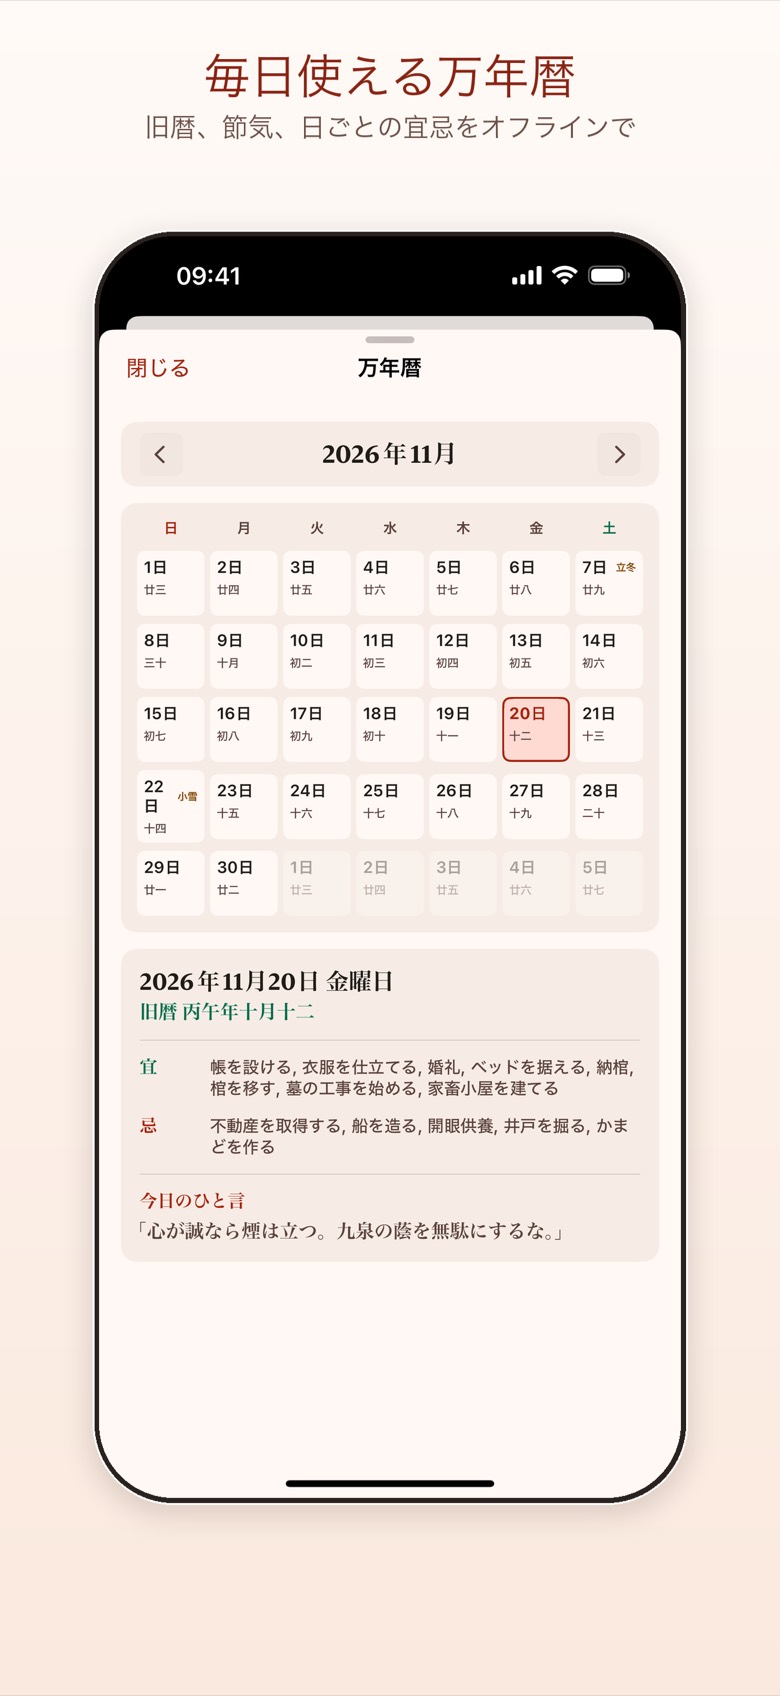 毎日使える万年暦
旧暦、節気、日ごとの宜忌をオフラインで
09:41
閉じる
万年暦
2026年11月
日 月 火 水 木 金 土
1日 2日 3日 4日 5日 6日 7日 立冬
廿三 廿四 廿五 廿六 廿七 廿八 廿九
8日 9日 10日 11日 12日 13日 14日
三十 十月 初二 初三 初四 初五 初六
15日 16日 17日 18日 19日 20日 21日
初七 初八 初九 初十 十一 十二 十三
22日 小雪 23日 24日 25日 26日 27日 28日
十四 十五 十六 十七 十八 十九 二十
29日 30日 1日 2日 3日 4日 5日
廿一 廿二 廿三 廿四 廿五 廿六 廿七
2026年11月20日 金曜日
旧暦 丙午年十月十二
宜 帳を設ける, 衣服を仕立てる, 婚礼, ベッドを据える, 納棺,
棺を移す, 墓の工事を始める, 家畜小屋を建てる
忌 不動産を取得する, 船を造る, 開眼供養, 井戸を掘る, かま
どを作る
今日のひと言
「心が誠なら煙は立つ。九泉の蔭を無駄にするな。」